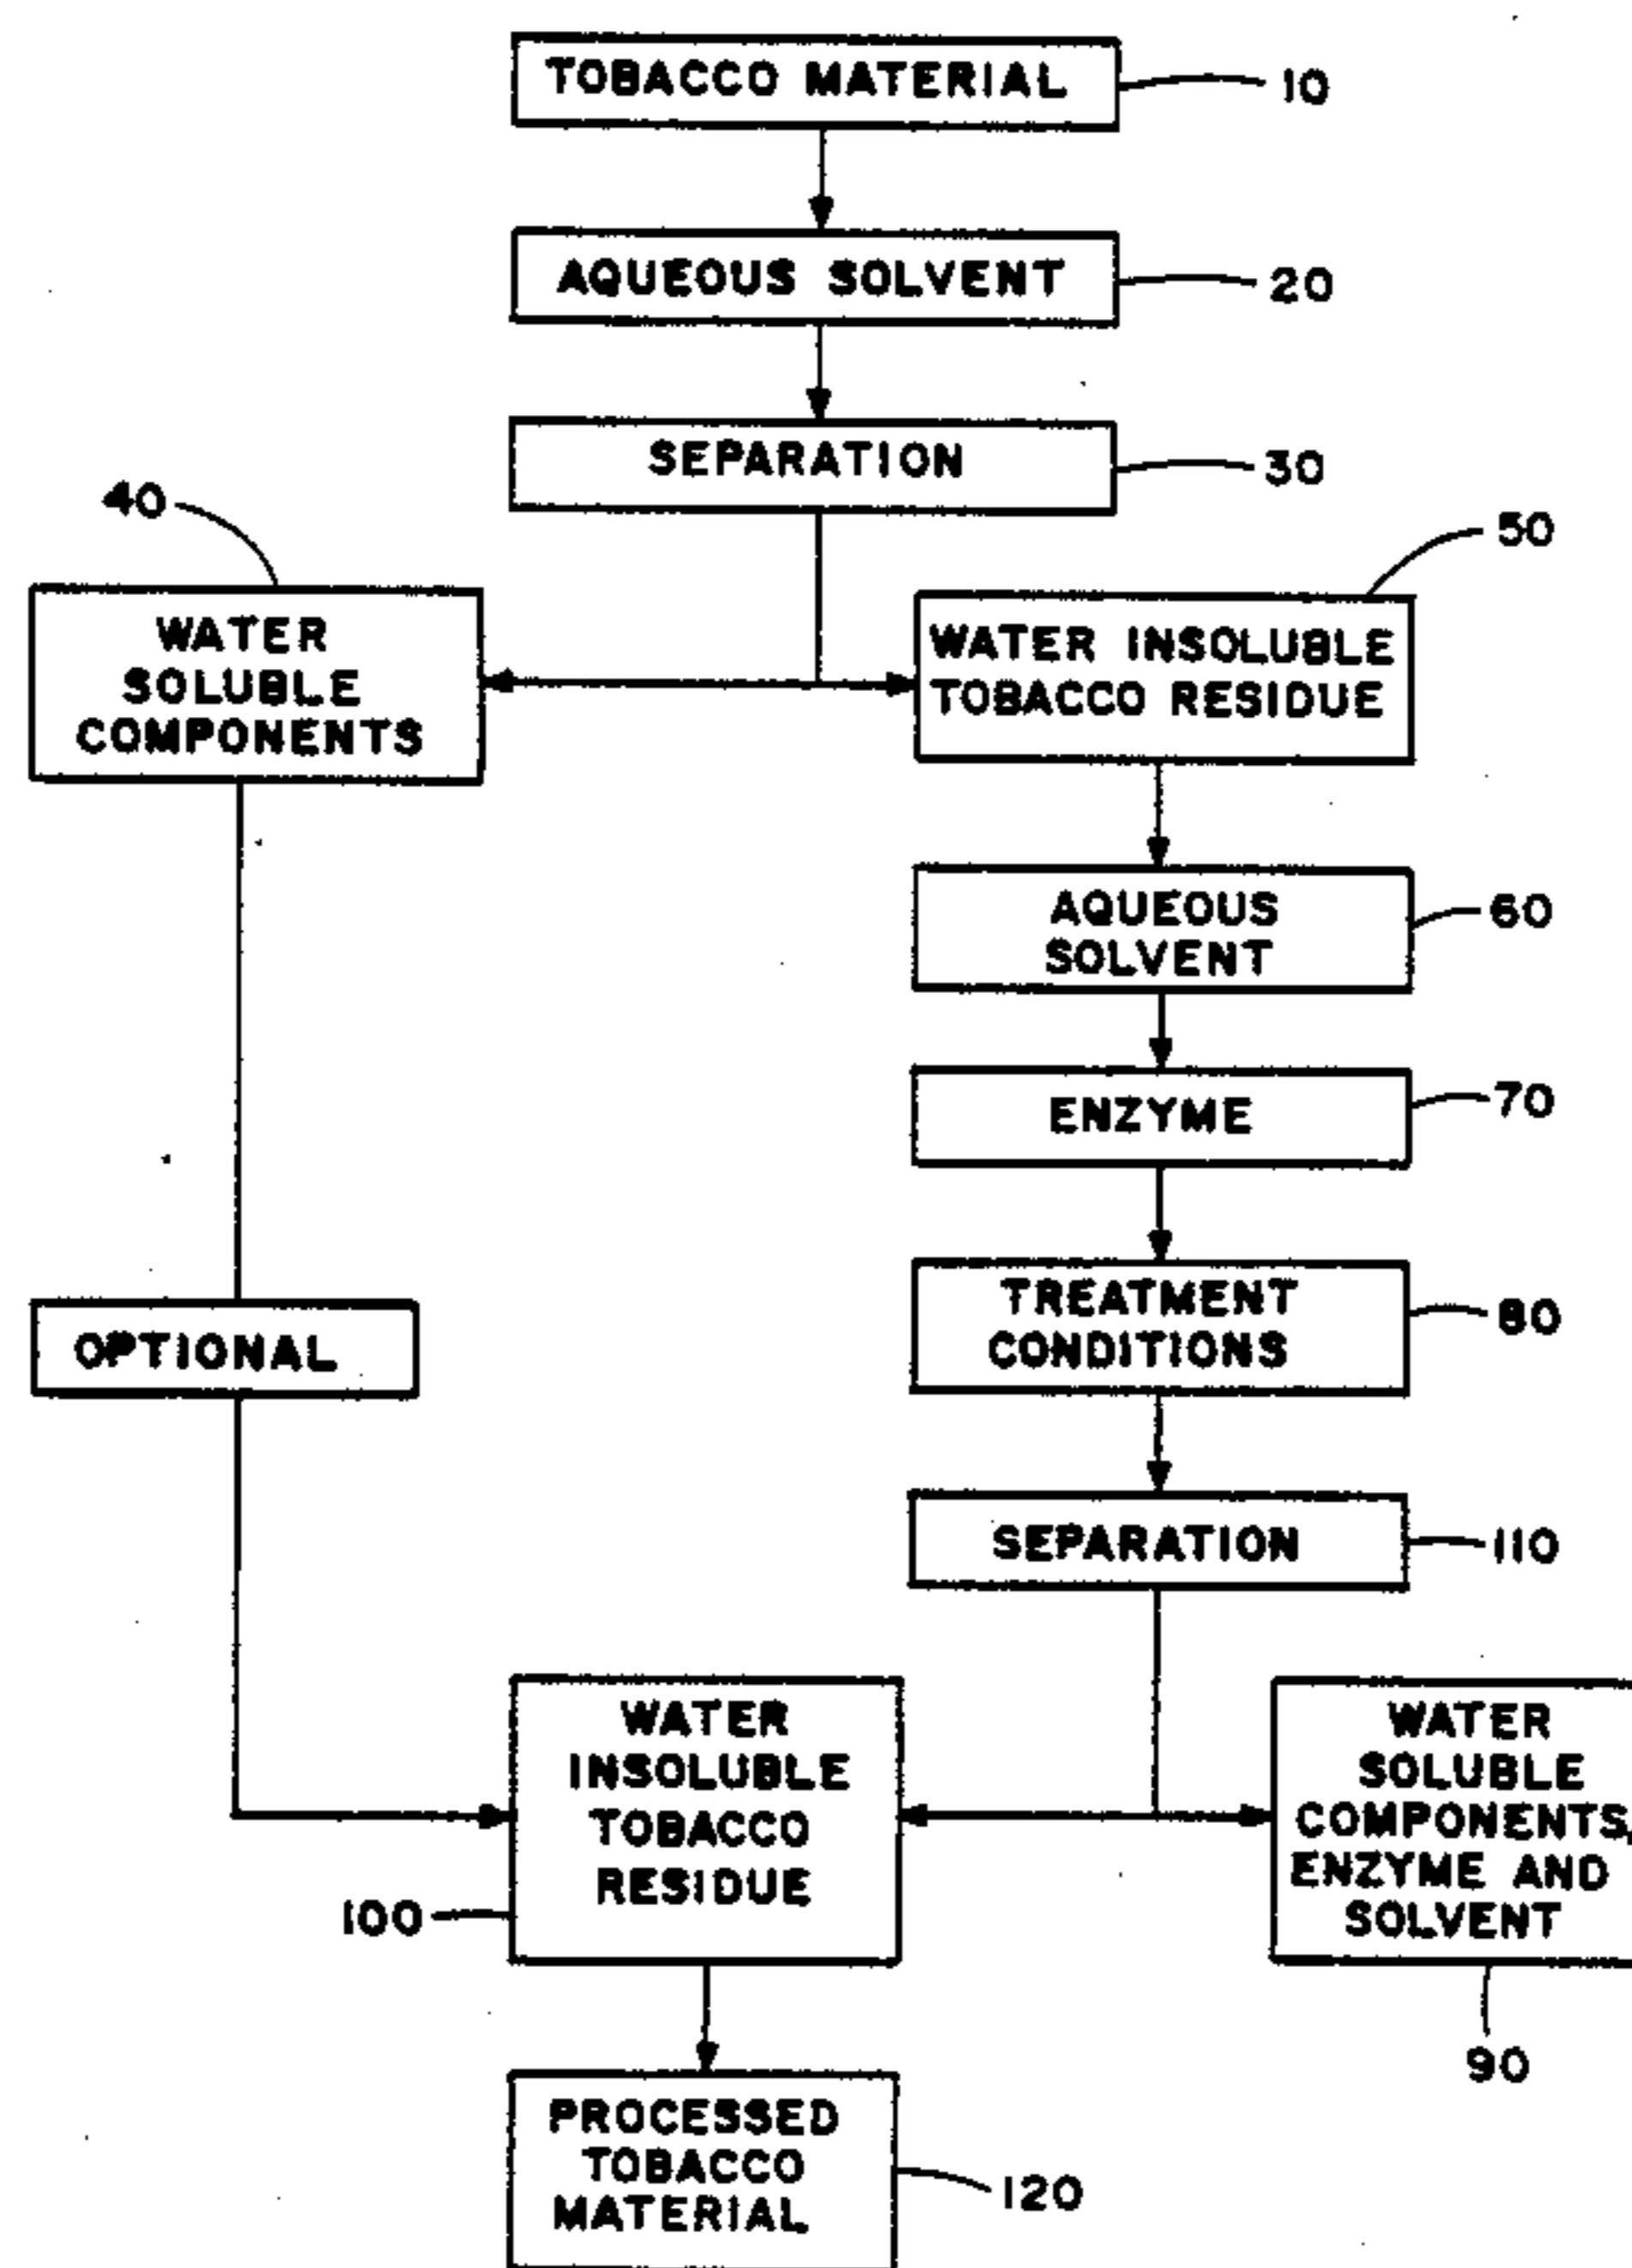 TOBACCO MATERIAL
10
AQUEOUS SOLVENT
20
SEPARATION
30
40
50
WATER
SOLUBLE
COMPONENTS
WATER INSOLUBLE
TOBACCO RESIDUE
AQUEOUS
SOLVENT
60
ENZYME
70
TREATMENT
CONDITIONS
80
OPTIONAL
SEPARATION
110
WATER
INSOLUBLE
TOBACCO
RESIDUE
100
WATER
SOLUBLE
COMPONENTS,
ENZYME AND
SOLVENT
90
PROCESSED
TOBACCO
MATERIAL
120